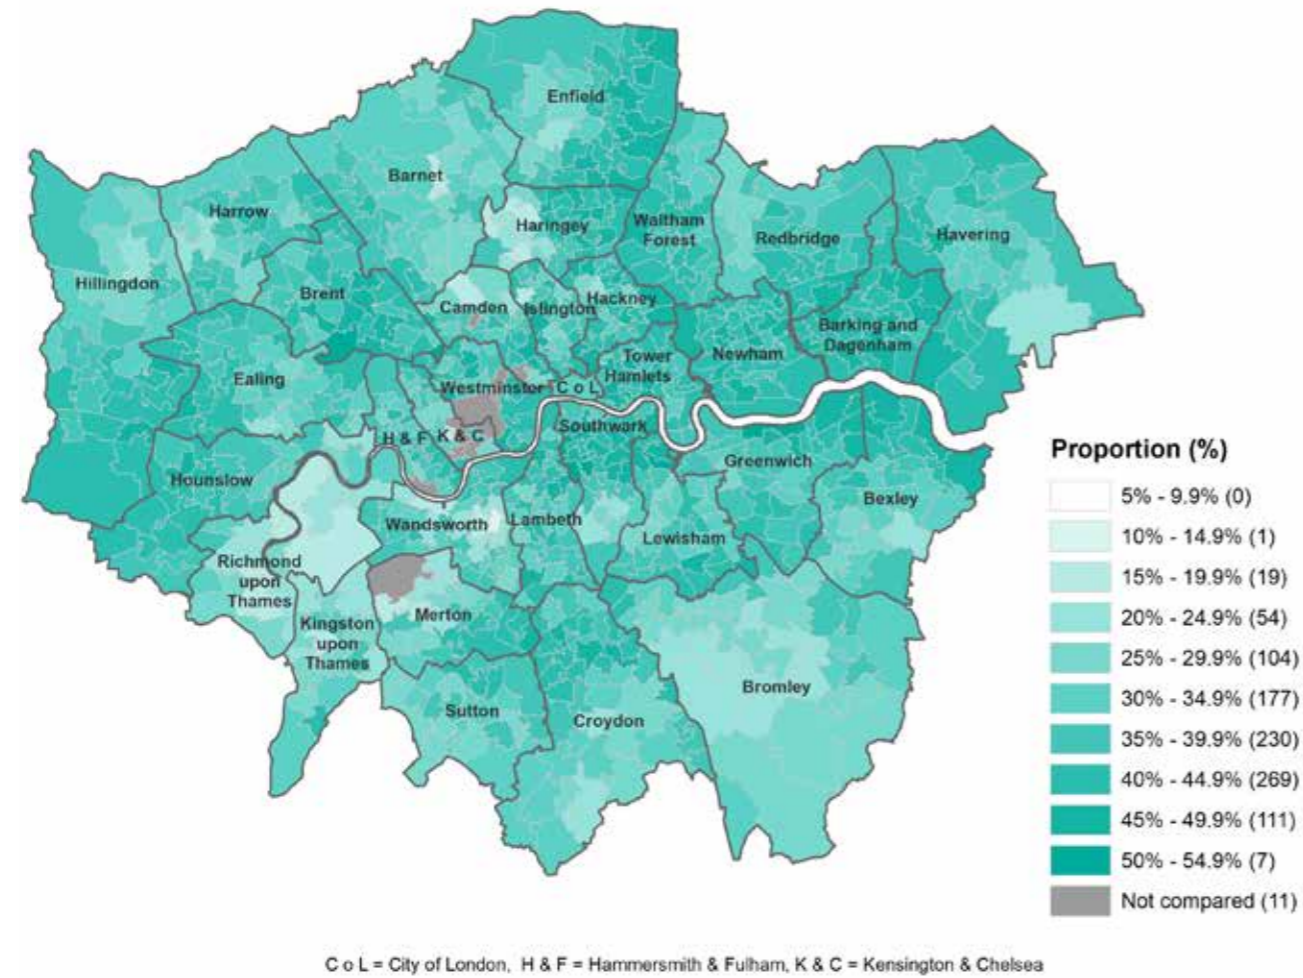 Enfield
Barnet
Harrow
Haringey
Waltham
Forest
Redbridge
Havering
Hillingdon
Brent
Camden
Islington
Hackney
Barking and
Dagenham
Newham
Tower
Hamlets
Ealing
Westminster
C o L
H & F
K & C
Southwark
Greenwich
Hounslow
Bexley
Wandsworth
Lambeth
Lewisham
Richmond
upon
Thames
Merton
Kingston
upon
Thames
Bromley
Sutton
Croydon
Proportion (%)
5% - 9.9% (0)
10% - 14.9% (1)
15% - 19.9% (19)
20% - 24.9% (54)
25% - 29.9% (104)
30% - 34.9% (177)
35% - 39.9% (230)
40% - 44.9% (269)
45% - 49.9% (111)
50% - 54.9% (7)
Not compared (11)
C o L = City of London, H & F = Hammersmith & Fulham, K & C = Kensington & Chelsea